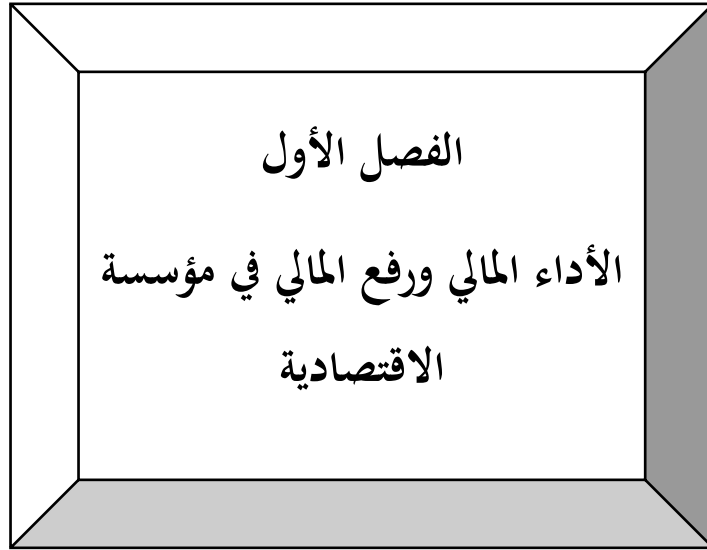 الفصل الأول
الأداء المالي ورفع المالي في مؤسسة
الاقتصادية